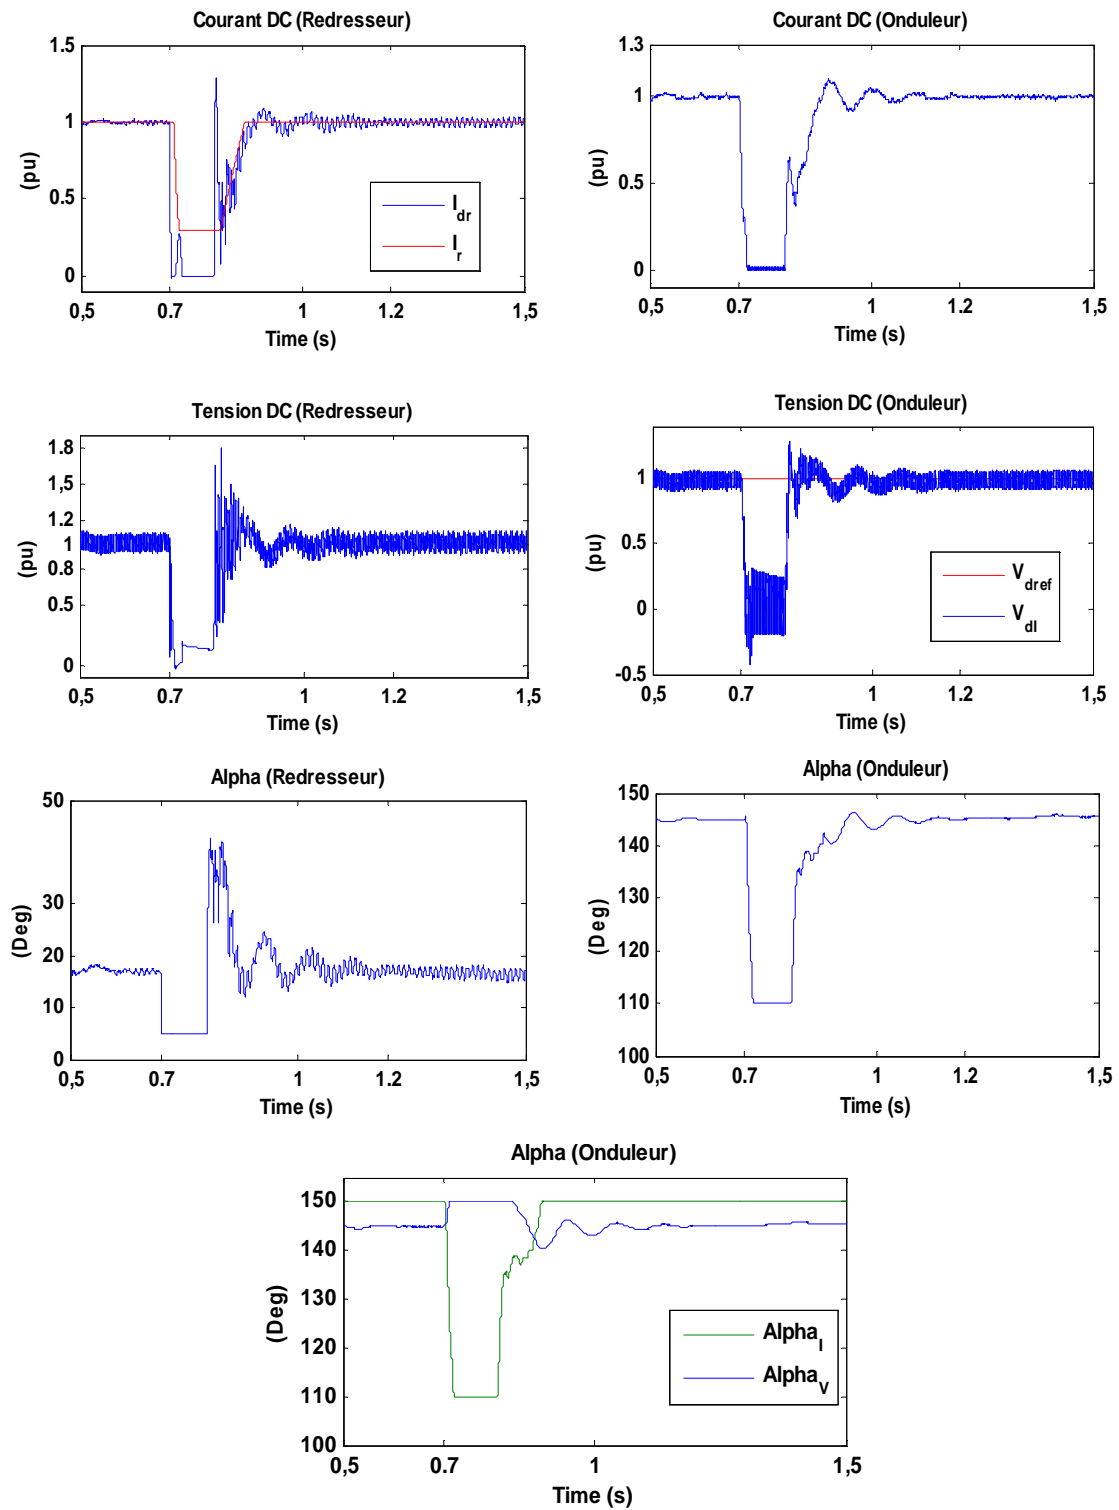 Courant DC (Redresseur)
1.5
1
0.5
0
(pu)
I_dr
I_r
0,5
0.7
1
1.2
1,5
Time (s)
Courant DC (Onduleur)
1.3
1
0.5
0
(pu)
0,5
0.7
1
1.2
1,5
Time (s)
Tension DC (Redresseur)
1.8
1.5
1.2
1
0.8
0.5
0
(pu)
0,5
0.7
1
1.2
1,5
Time (s)
Tension DC (Onduleur)
1
0.5
0
-0.5
(pu)
V_dref
V_dI
0,5
0.7
1
1.2
1,5
Time (s)
Alpha (Redresseur)
50
30
20
10
0
(Deg)
0,5
0.7
1
1.2
1,5
Time (s)
Alpha (Onduleur)
150
140
130
120
110
100
(Deg)
0,5
0.7
1
1.2
1,5
Time (s)
Alpha (Onduleur)
150
140
130
120
110
100
(Deg)
Alpha_I
Alpha_V
0,5
0.7
1
1,5
Time (s)